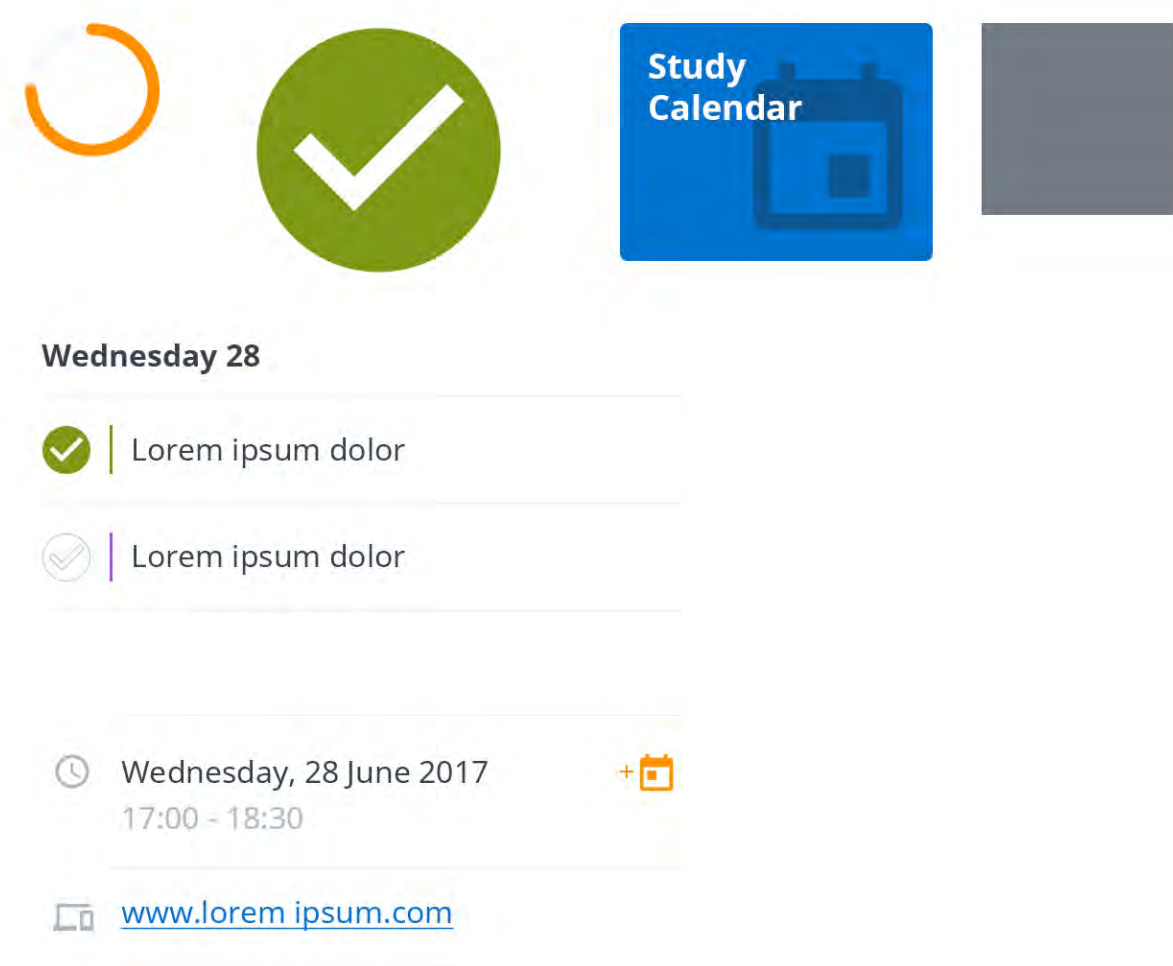 Study
Calendar
Wednesday 28
Lorem ipsum dolor
Lorem ipsum dolor
Wednesday, 28 June 2017
17:00 - 18:30
www.lorem ipsum.com